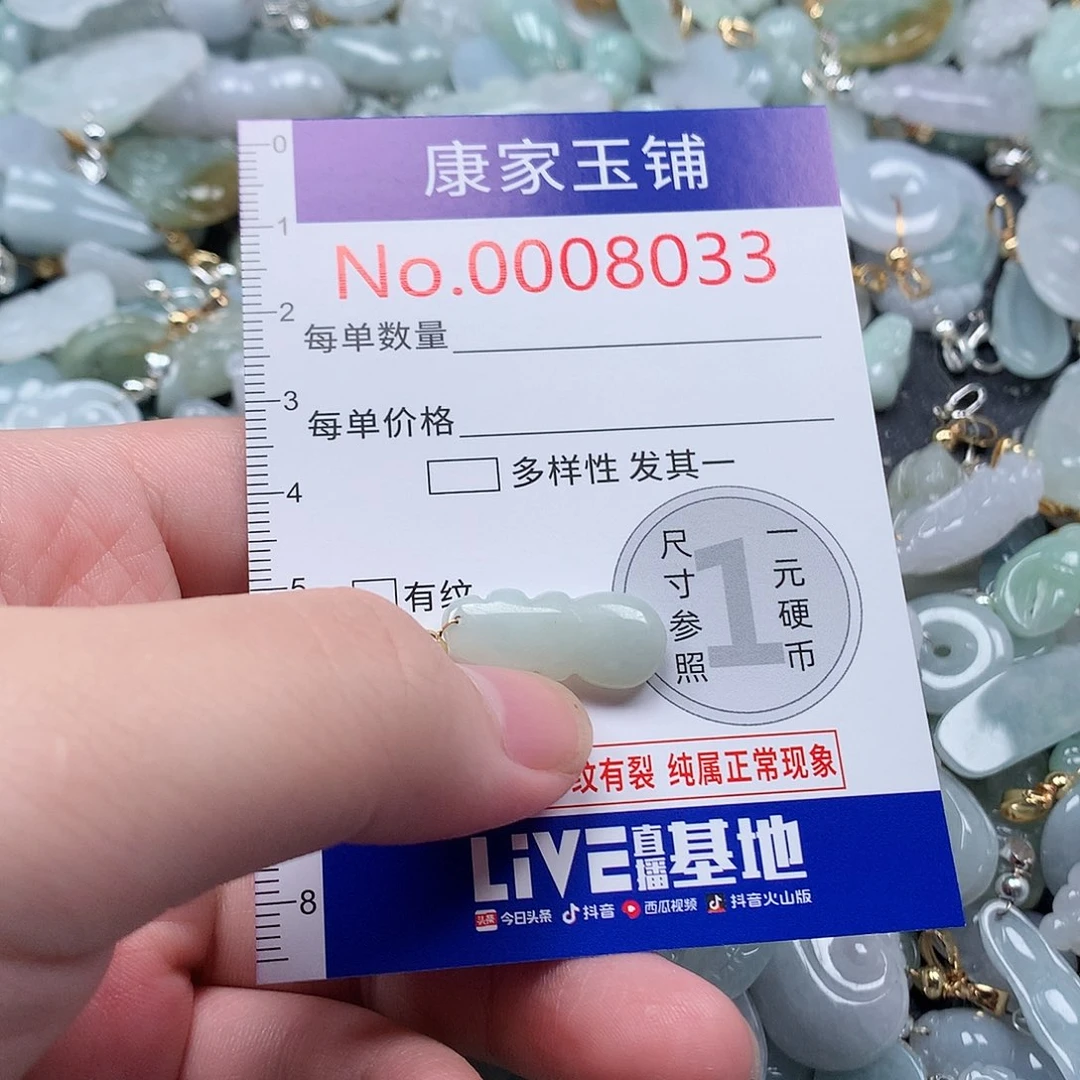 康家玉铺
No.0008033
0
1
2
3
4
5
8
每单数量
每单价格
多样性 发其一
有纹
尺寸参照
1
一元硬币
纹有裂 纯属正常现象
LiVE直播基地
头条 今日头条 抖音 西瓜视频 抖音火山版